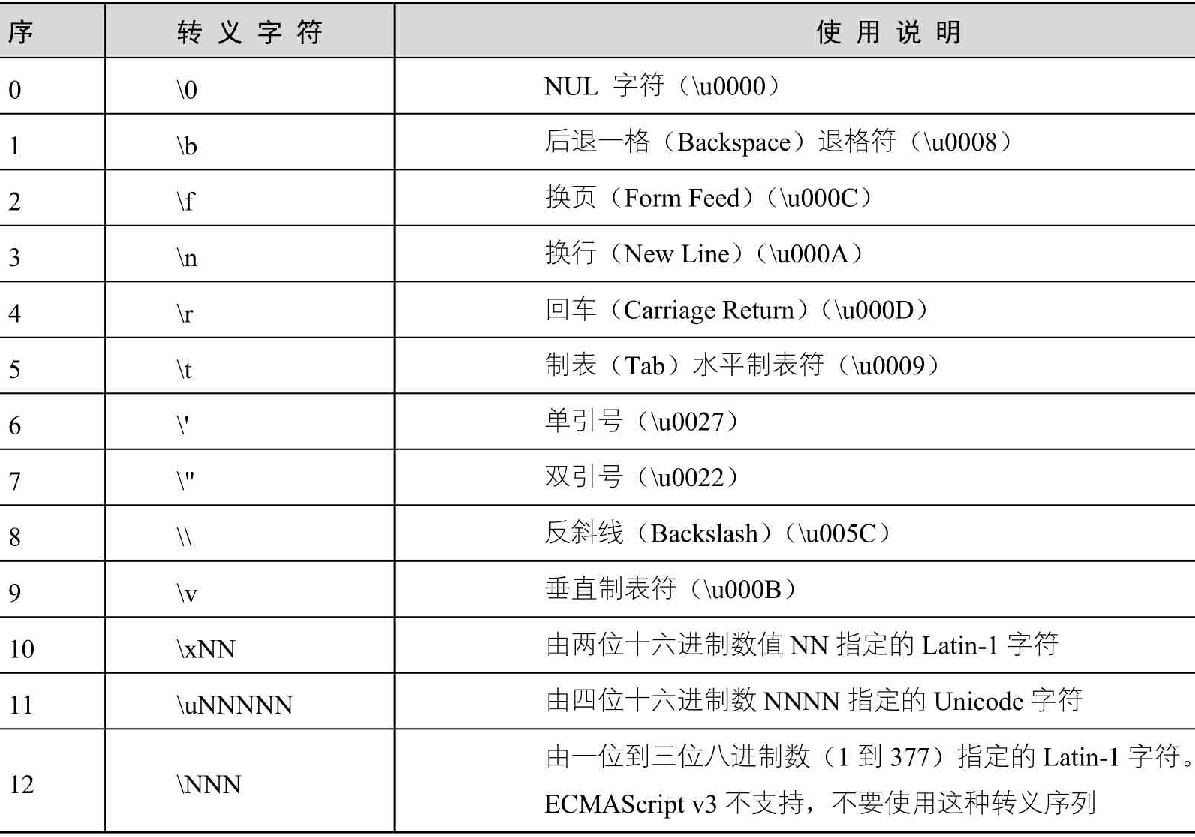 序 转义字符 使用说明
0 \0 NUL 字符（\u0000）
1 \b 后退一格（Backspace）退格符（\u0008）
2 \f 换页（Form Feed）（\u000C）
3 \n 换行（New Line）（\u000A）
4 \r 回车（Carriage Return）（\u000D）
5 \t 制表（Tab）水平制表符（\u0009）
6 \' 单引号（\u0027）
7 \" 双引号（\u0022）
8 \\ 反斜线（Backslash）（\u005C）
9 \v 垂直制表符（\u000B）
10 \xNN 由两位十六进制数值 NN 指定的 Latin-1 字符
11 \uNNNNN 由四位十六进制数 NNNN 指定的 Unicode 字符
12 \NNN 由一位到三位八进制数（1 到 377）指定的 Latin-1 字符。
ECMAScript v3 不支持，不要使用这种转义序列